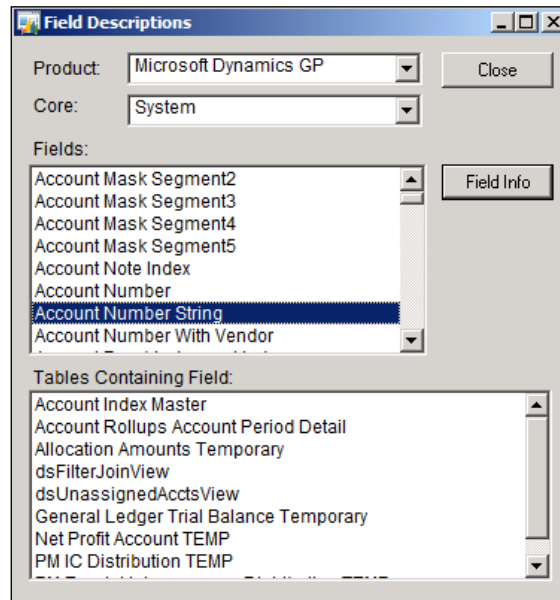 Field Descriptions
Product: Microsoft Dynamics GP
Close
Core: System
Fields:
Account Mask Segment2
Account Mask Segment3
Account Mask Segment4
Account Mask Segment5
Account Note Index
Account Number
Account Number String
Account Number With Vendor
Field Info
Tables Containing Field:
Account Index Master
Account Rollups Account Period Detail
Allocation Amounts Temporary
dsFilterJoinView
dsUnassignedAcctsView
General Ledger Trial Balance Temporary
Net Profit Account TEMP
PM IC Distribution TEMP